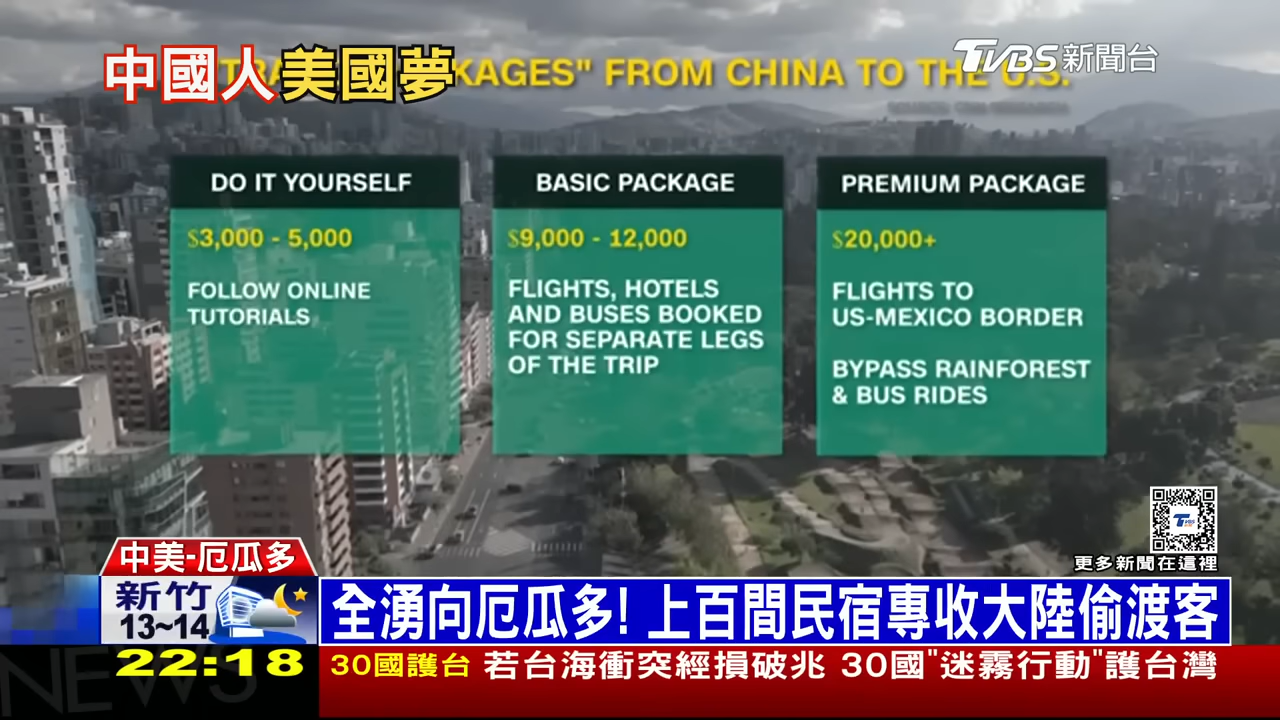 中國人美國夢
KAGES" FROM CHINA TO THE U.S.
TVBS新聞台
DO IT YOURSELF
$3,000 - 5,000
FOLLOW ONLINE
TUTORIALS
BASIC PACKAGE
$9,000 - 12,000
FLIGHTS, HOTELS
AND BUSES BOOKED
FOR SEPARATE LEGS
OF THE TRIP
PREMIUM PACKAGE
$20,000+
FLIGHTS TO
US-MEXICO BORDER
BYPASS RAINFOREST
& BUS RIDES
TVBS
更多新聞在這裡
中美-厄瓜多
新竹
13~14
全湧向厄瓜多! 上百間民宿專收大陸偷渡客
22:18
30國護台 若台海衝突經損破兆 30國"迷霧行動"護台灣
NEWS